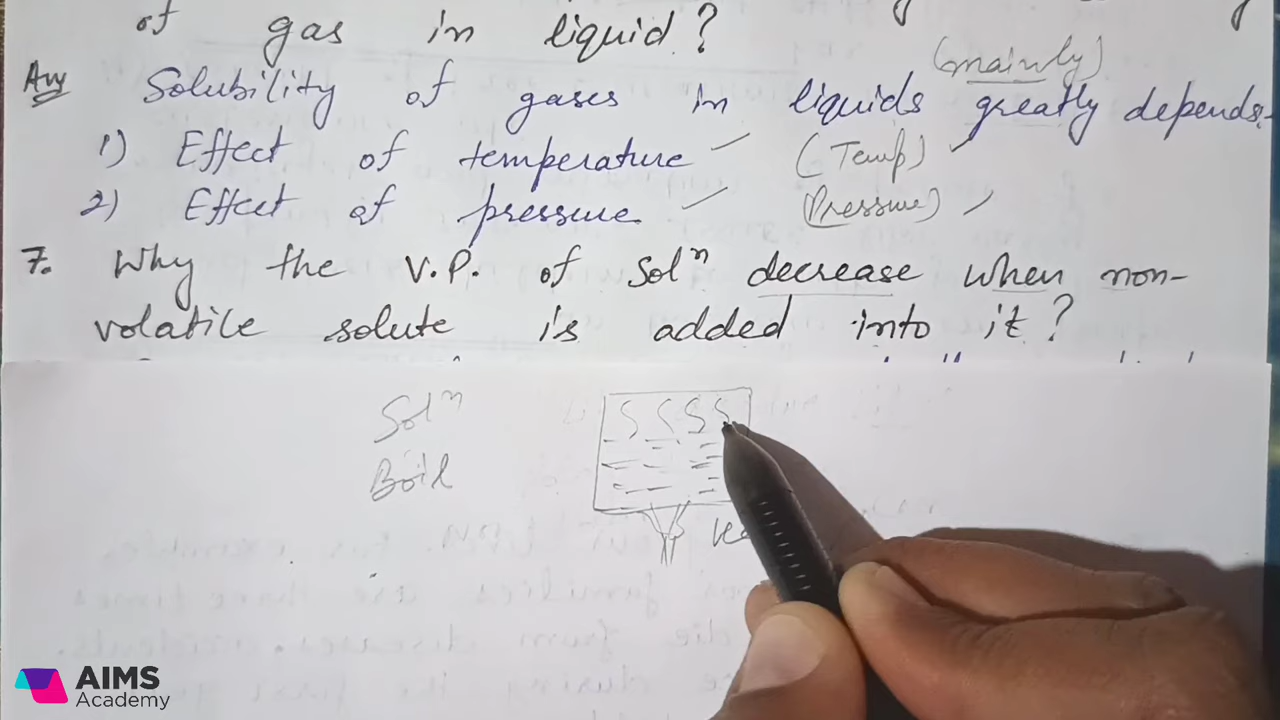 of gas in liquid?
(mainly)
Ans Solubility of gases in liquids greatly depends.
1) Effect of temperature (Temp)
2) Effect of pressure (Pressure)
7. Why the V.P. of Solⁿ decrease when non-
volatile solute is added into it?
Solⁿ
Boil
AIMS
Academy